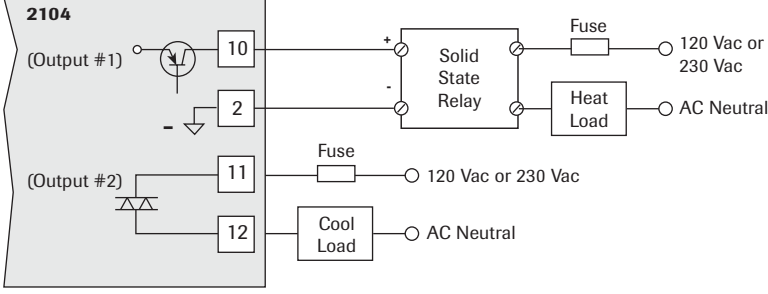 2104
(Output #1)
10
+
Solid
State
Relay
Fuse
120 Vac or
230 Vac
2
-
-
Heat
Load
AC Neutral
(Output #2)
11
Fuse
120 Vac or 230 Vac
12
Cool
Load
AC Neutral